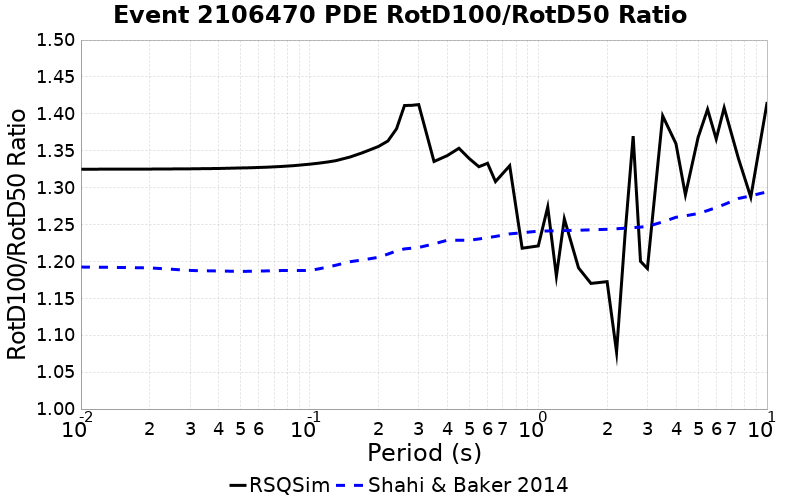 Event 2106470 PDE RotD100/RotD50 Ratio
RotD100/RotD50 Ratio
1.50
1.45
1.40
1.35
1.30
1.25
1.20
1.15
1.10
1.05
1.00
10^-2 2 3 4 5 6 10^-1 2 3 4 5 6 7 10^0 2 3 4 5 6 7 10^1
Period (s)
RSQSim Shahi & Baker 2014